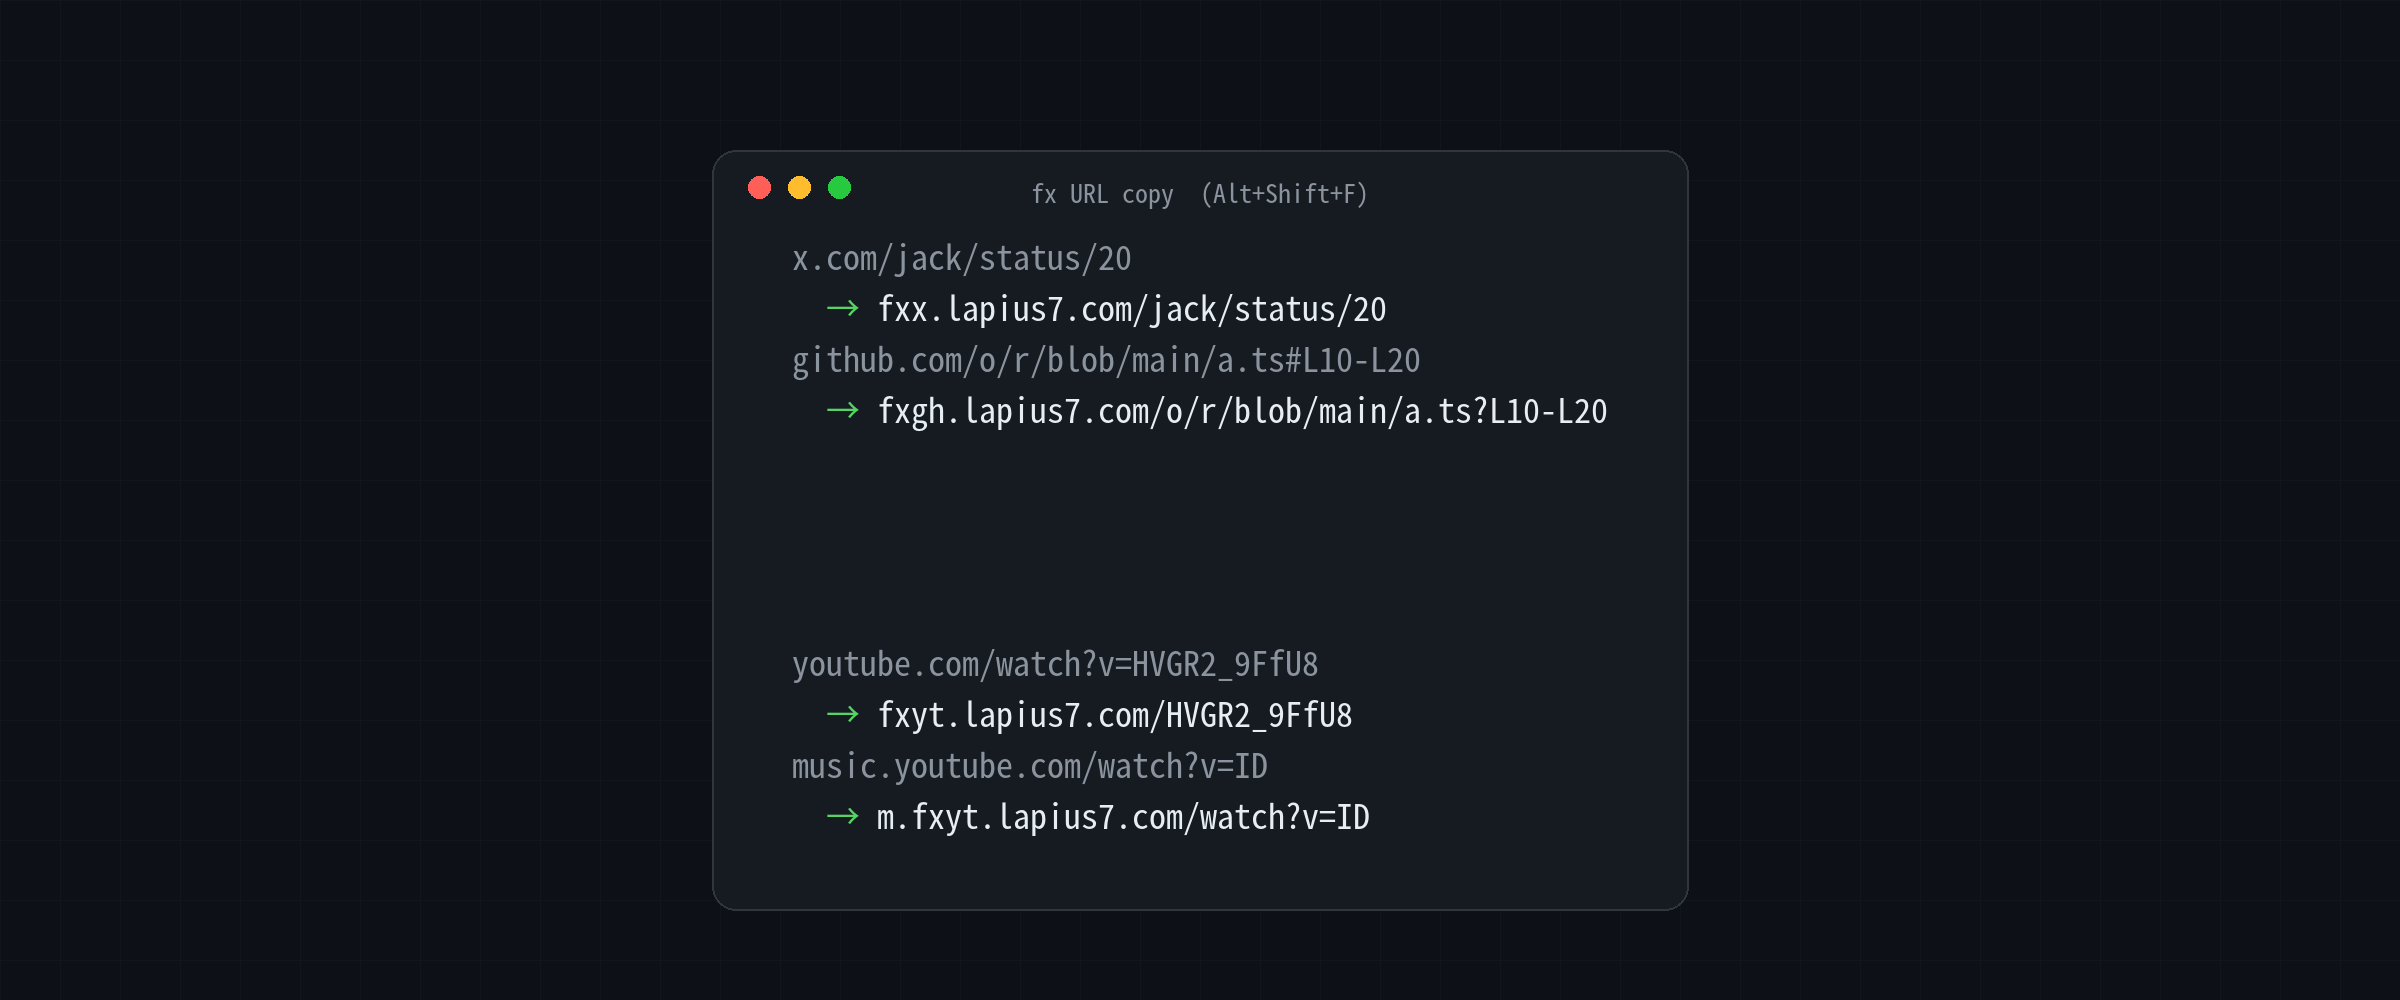 fx URL copy (Alt+Shift+F)
x.com/jack/status/20
→ fxx.lapius7.com/jack/status/20
github.com/o/r/blob/main/a.ts#L10-L20
→ fxgh.lapius7.com/o/r/blob/main/a.ts?L10-L20
youtube.com/watch?v=HVGR2_9FfU8
→ fxyt.lapius7.com/HVGR2_9FfU8
music.youtube.com/watch?v=ID
→ m.fxyt.lapius7.com/watch?v=ID